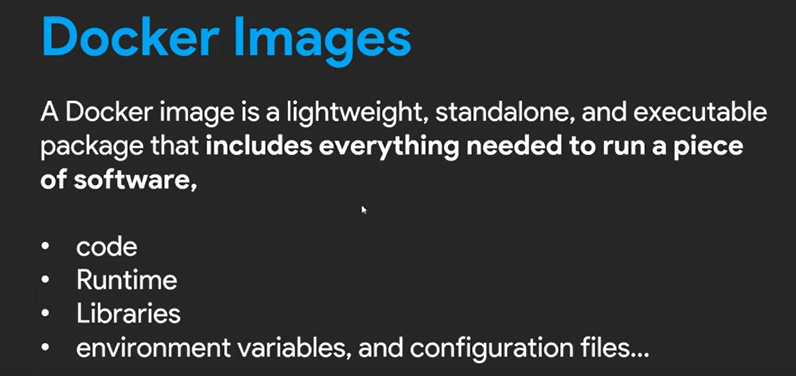 Docker Images
A Docker image is a lightweight, standalone, and executable
package that includes everything needed to run a piece
of software,
• code
• Runtime
• Libraries
• environment variables, and configuration files...